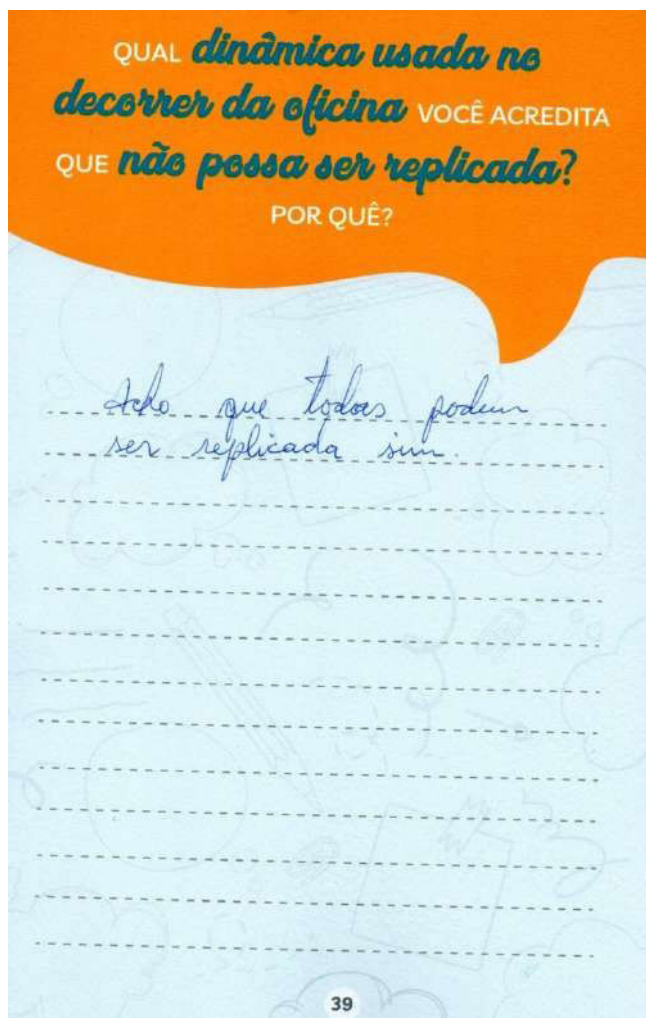 QUAL dinâmica usada no
decorrer da oficina VOCÊ ACREDITA
QUE não possa ser replicada?
POR QUÊ?
Acho que todas podem
ser replicada sim.
39